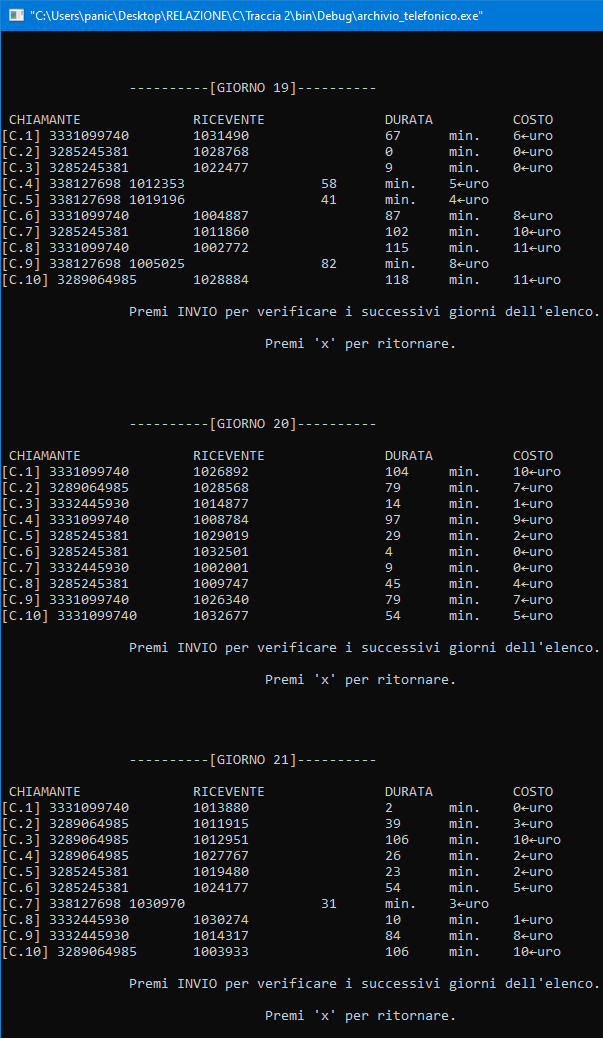 "C:\Users\panic\Desktop\RELAZIONE\C\Traccia 2\bin\Debug\archivio_telefonico.exe"
----------[GIORNO 19]----------
CHIAMANTE RICEVENTE DURATA COSTO
[C.1] 3331099740 1031490 67 min. 6←uro
[C.2] 3285245381 1028768 0 min. 0←uro
[C.3] 3285245381 1022477 9 min. 0←uro
[C.4] 338127698 1012353 58 min. 5←uro
[C.5] 338127698 1019196 41 min. 4←uro
[C.6] 3331099740 1004887 87 min. 8←uro
[C.7] 3285245381 1011860 102 min. 10←uro
[C.8] 3331099740 1002772 115 min. 11←uro
[C.9] 338127698 1005025 82 min. 8←uro
[C.10] 3289064985 1028884 118 min. 11←uro
Premi INVIO per verificare i successivi giorni dell'elenco.
Premi 'x' per ritornare.
----------[GIORNO 20]----------
CHIAMANTE RICEVENTE DURATA COSTO
[C.1] 3331099740 1026892 104 min. 10←uro
[C.2] 3289064985 1028568 79 min. 7←uro
[C.3] 3332445930 1014877 14 min. 1←uro
[C.4] 3331099740 1008784 97 min. 9←uro
[C.5] 3285245381 1029019 29 min. 2←uro
[C.6] 3285245381 1032501 4 min. 0←uro
[C.7] 3332445930 1002001 9 min. 0←uro
[C.8] 3285245381 1009747 45 min. 4←uro
[C.9] 3331099740 1026340 79 min. 7←uro
[C.10] 3331099740 1032677 54 min. 5←uro
Premi INVIO per verificare i successivi giorni dell'elenco.
Premi 'x' per ritornare.
----------[GIORNO 21]----------
CHIAMANTE RICEVENTE DURATA COSTO
[C.1] 3331099740 1013880 2 min. 0←uro
[C.2] 3289064985 1011915 39 min. 3←uro
[C.3] 3289064985 1012951 106 min. 10←uro
[C.4] 3289064985 1027767 26 min. 2←uro
[C.5] 3285245381 1019480 23 min. 2←uro
[C.6] 3285245381 1024177 54 min. 5←uro
[C.7] 338127698 1030970 31 min. 3←uro
[C.8] 3332445930 1030274 10 min. 1←uro
[C.9] 3332445930 1014317 84 min. 8←uro
[C.10] 3289064985 1003933 106 min. 10←uro
Premi INVIO per verificare i successivi giorni dell'elenco.
Premi 'x' per ritornare.